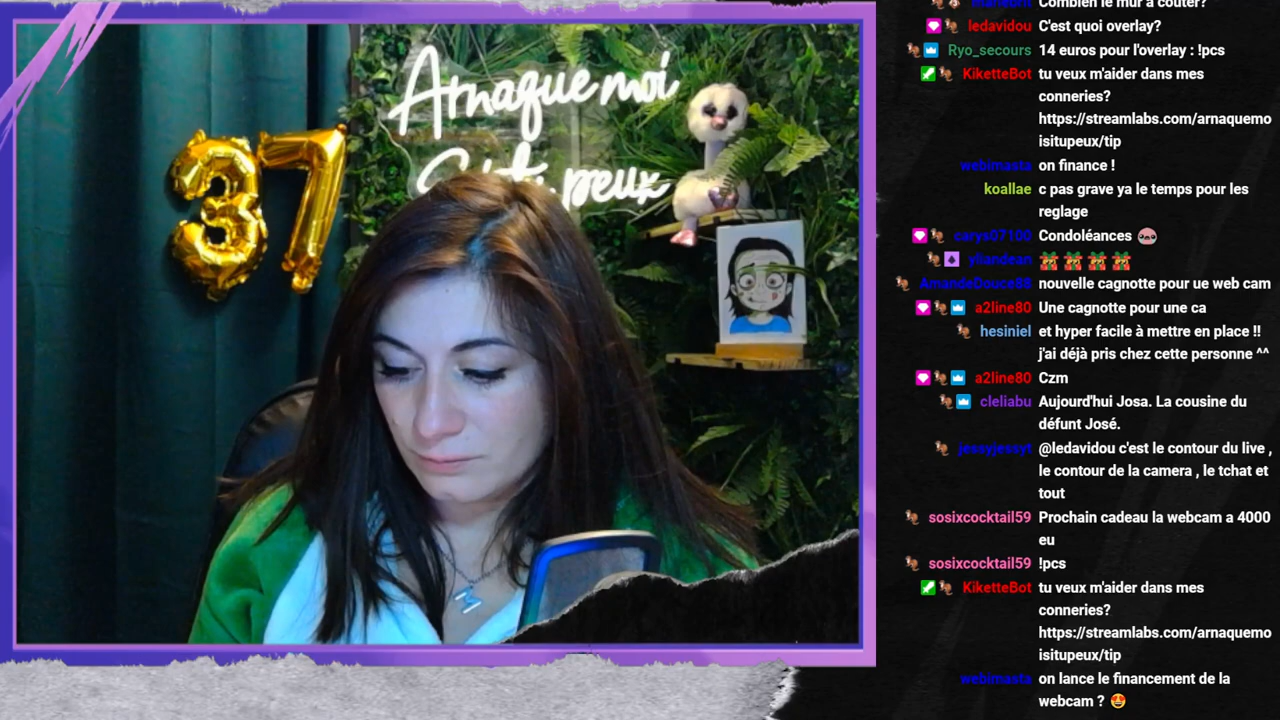 37
Arnaque moi
Si tu peux
M
Combien le mur a couter?
ledavidou C'est quoi overlay?
Ryo_secours 14 euros pour l'overlay : !pcs
KiketteBot tu veux m'aider dans mes
conneries?
https://streamlabs.com/arnaquemo
isitupeux/tip
webimasta on finance !
koallae c pas grave ya le temps pour les
reglage
carys07100 Condoléances
yliandean
AmandeDouce88 nouvelle cagnotte pour ue web cam
a2line80 Une cagnotte pour une ca
hesiniel et hyper facile à mettre en place !!
j'ai déjà pris chez cette personne ^^
a2line80 Czm
cleliabu Aujourd'hui Josa. La cousine du
défunt José.
jessyjessyt @ledavidou c'est le contour du live ,
le contour de la camera , le tchat et
tout
sosixcocktail59 Prochain cadeau la webcam a 4000
eu
sosixcocktail59 !pcs
KiketteBot tu veux m'aider dans mes
conneries?
https://streamlabs.com/arnaquemo
isitupeux/tip
webimasta on lance le financement de la
webcam ? 😍